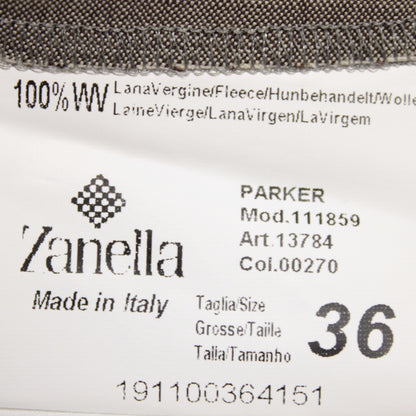 100% WV LanaVergine/Fleece/Hunbehandelt/Wolle
LaineVierge/LanaVirgen/LaVirgem
PARKER
Mod.111859
Art.13784
Col.00270
Zanella
Made in Italy
Taglia/Size
Grosse/Taille
Talla/Tamanho
36
191100364151